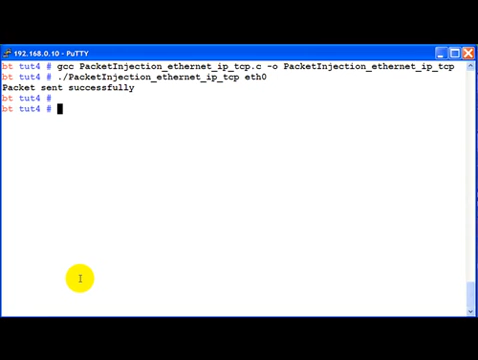 192.168.0.10 - PuTTY
bt tut4 # gcc PacketInjection_ethernet_ip_tcp.c -o PacketInjection_ethernet_ip_tcp
bt tut4 # ./PacketInjection_ethernet_ip_tcp eth0
Packet sent successfully
bt tut4 #
bt tut4 #